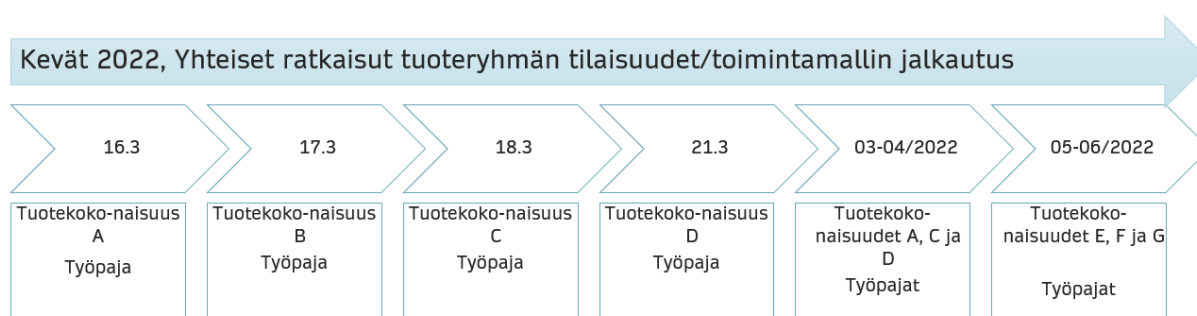 Kevät 2022, Yhteiset ratkaisut tuoteryhmän tilaisuudet/toimintamallin jalkautus
16.3
17.3
18.3
21.3
03-04/2022
05-06/2022
Tuotekoko-naisuus
A
Työpaja
Tuotekoko-naisuus
B
Työpaja
Tuotekoko-naisuus
C
Työpaja
Tuotekoko-naisuus
D
Työpaja
Tuotekoko-
naisuudet A, C ja
D
Työpajat
Tuotekoko-
naisuudet E, F ja G
Työpajat